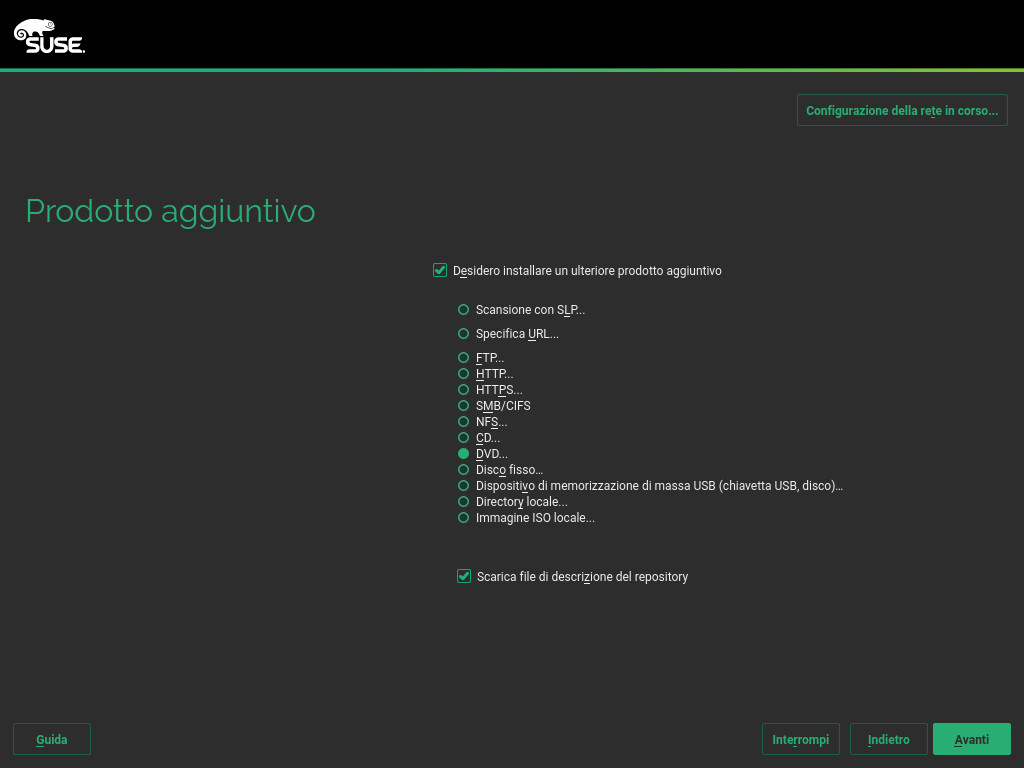 SUSE.
Configurazione della rete in corso...
Prodotto aggiuntivo
Desidero installare un ulteriore prodotto aggiuntivo
Scansione con SLP...
Specifica URL...
FTP...
HTTP...
HTTPS...
SMB/CIFS
NFS...
CD...
DVD...
Disco fisso...
Dispositivo di memorizzazione di massa USB (chiavetta USB, disco)...
Directory locale...
Immagine ISO locale...
Scarica file di descrizione del repository
Guida Interrompi Indietro Avanti